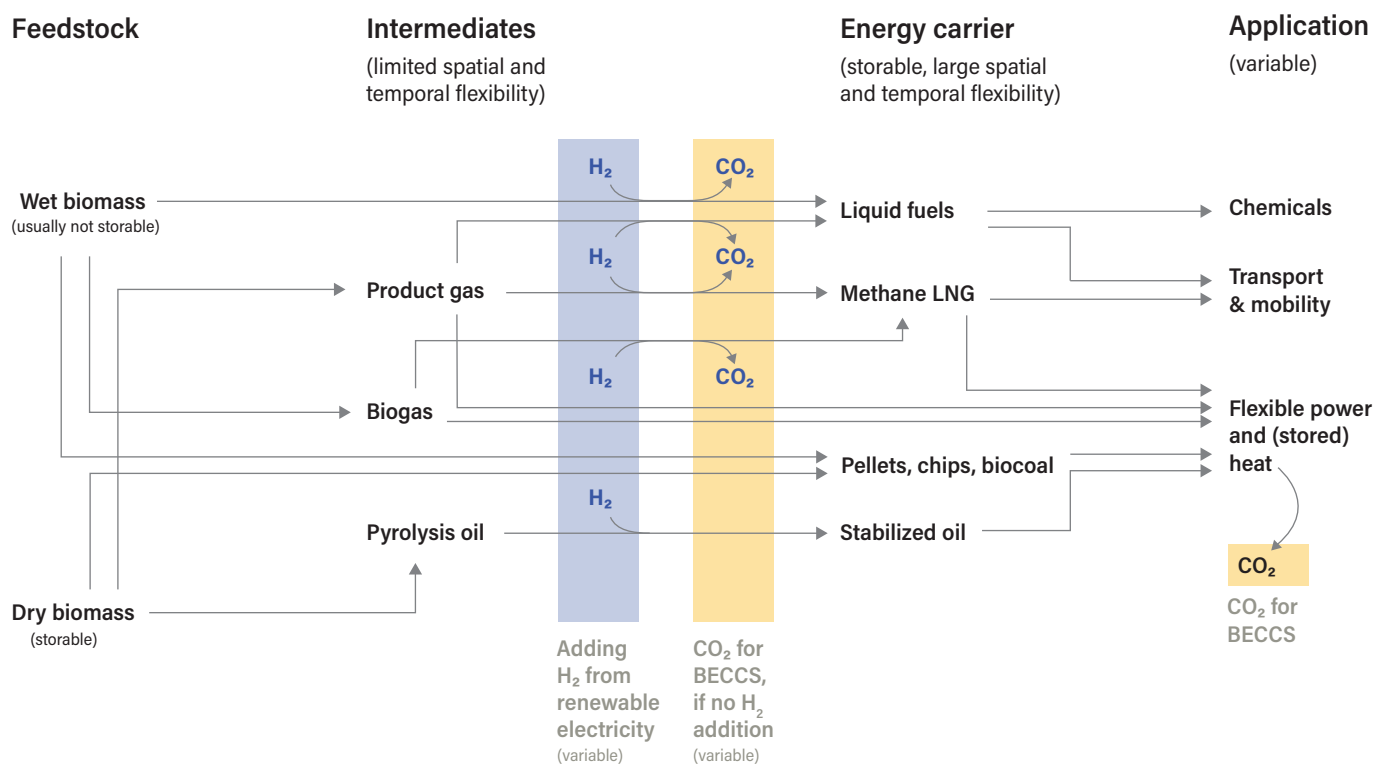 Feedstock
Intermediates
(limited spatial and
temporal flexibility)
Energy carrier
(storable, large spatial
and temporal flexibility)
Application
(variable)
H₂
CO₂
Wet biomass
(usually not storable)
Liquid fuels
Chemicals
H₂
CO₂
Product gas
Methane LNG
Transport
& mobility
H₂
CO₂
Biogas
Flexible power
and (stored)
heat
Pellets, chips, biocoal
H₂
Pyrolysis oil
Stabilized oil
CO₂
CO₂ for
BECCS
Dry biomass
(storable)
Adding
H₂ from
renewable
electricity
(variable)
CO₂ for
BECCS,
if no H₂
addition
(variable)